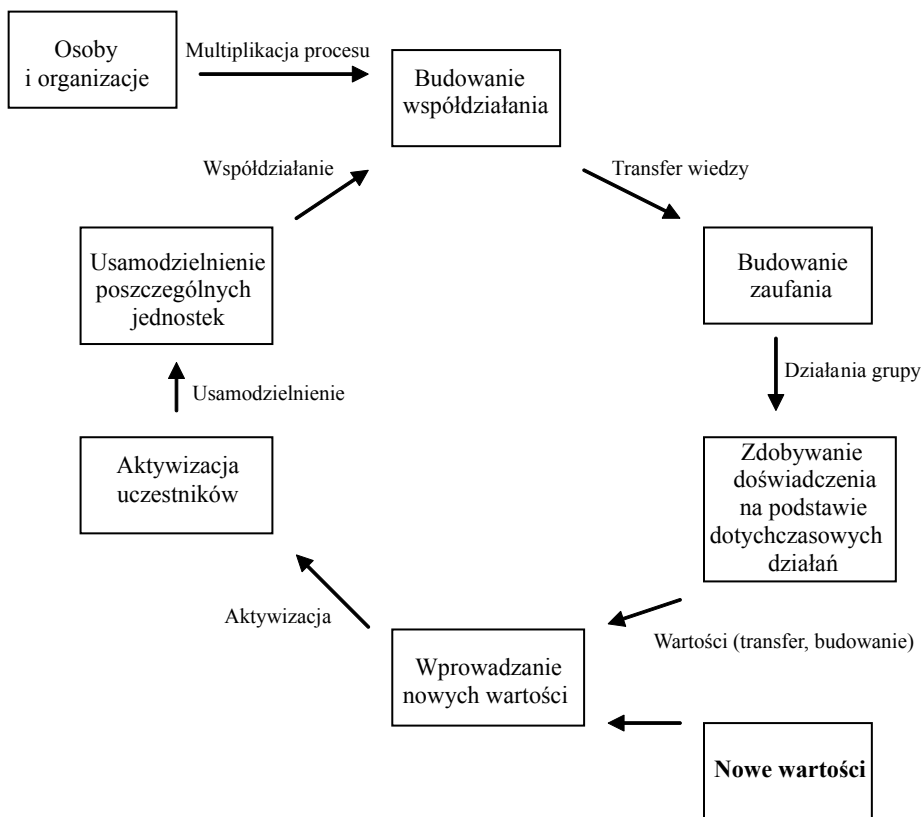 Osoby
i organizacje
Multiplikacja procesu
Budowanie
współdziałania
Współdziałanie
Transfer wiedzy
Usamodzielnienie
poszczególnych
jednostek
Budowanie
zaufania
Działania grupy
Usamodzielnienie
Aktywizacja
uczestników
Zdobywanie
doświadczenia
na podstawie
dotychczasowych
działań
Aktywizacja
Wartości (transfer, budowanie)
Wprowadzanie
nowych wartości
Nowe wartości